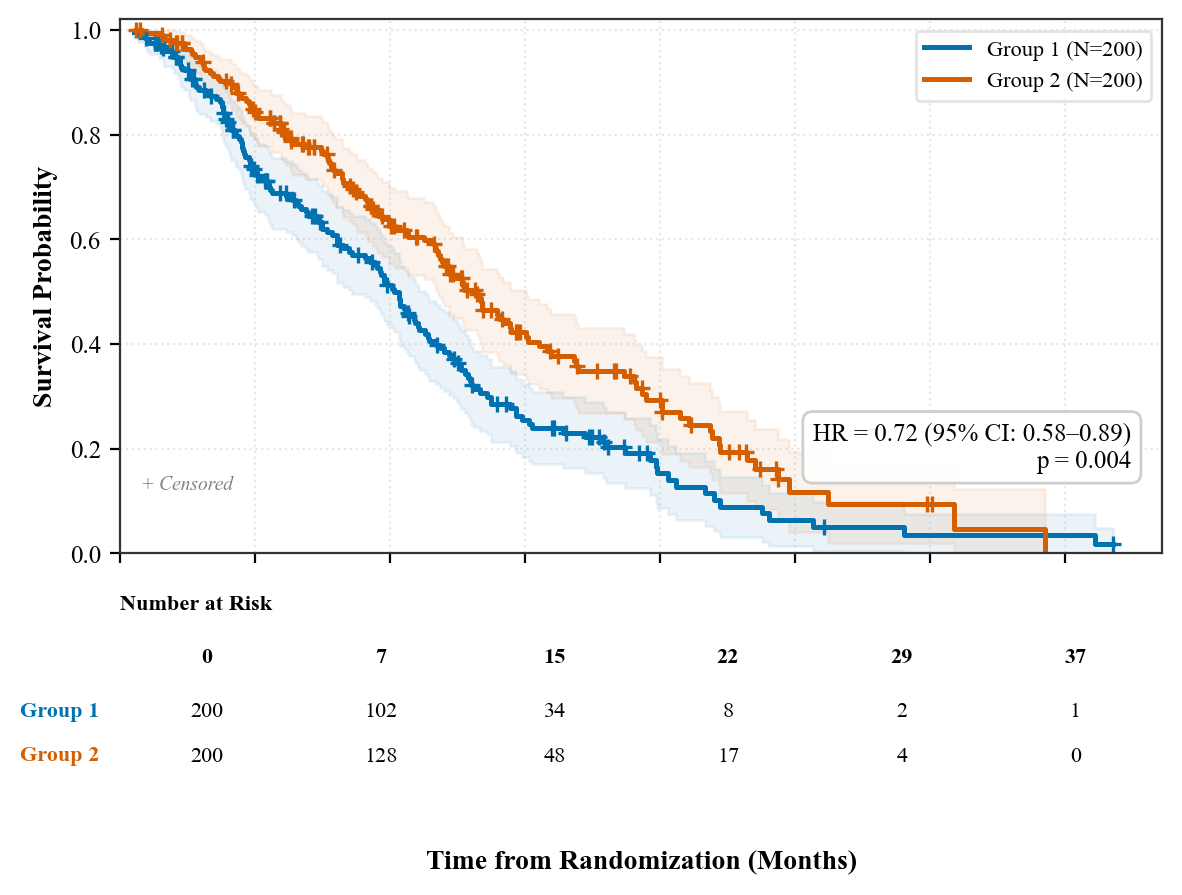 1.0
0.8
0.6
0.4
0.2
0.0
Survival Probability
Group 1 (N=200)
Group 2 (N=200)
HR = 0.72 (95% CI: 0.58–0.89)
p = 0.004
+ Censored
Number at Risk
0 7 15 22 29 37
Group 1 200 102 34 8 2 1
Group 2 200 128 48 17 4 0
Time from Randomization (Months)